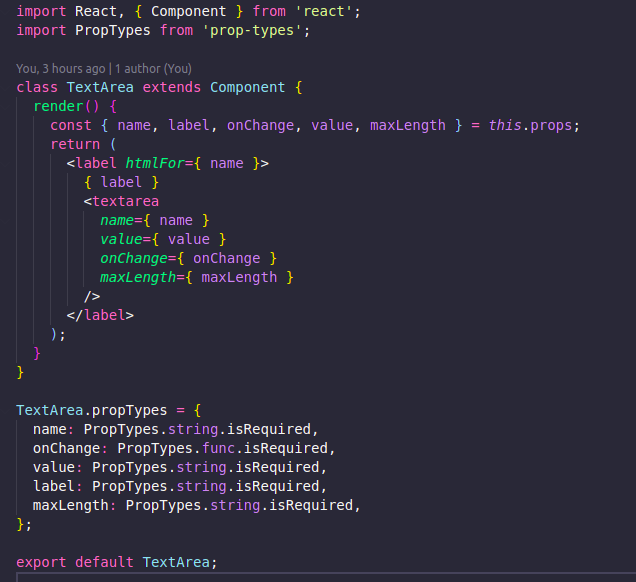 import React, { Component } from 'react';
import PropTypes from 'prop-types';
You, 3 hours ago | 1 author (You)
class TextArea extends Component {
  render() {
    const { name, label, onChange, value, maxLength } = this.props;
    return (
      <label htmlFor={ name }>
        { label }
        <textarea
          name={ name }
          value={ value }
          onChange={ onChange }
          maxLength={ maxLength }
        />
      </label>
    );
  }
}
TextArea.propTypes = {
  name: PropTypes.string.isRequired,
  onChange: PropTypes.func.isRequired,
  value: PropTypes.string.isRequired,
  label: PropTypes.string.isRequired,
  maxLength: PropTypes.string.isRequired,
};
export default TextArea;